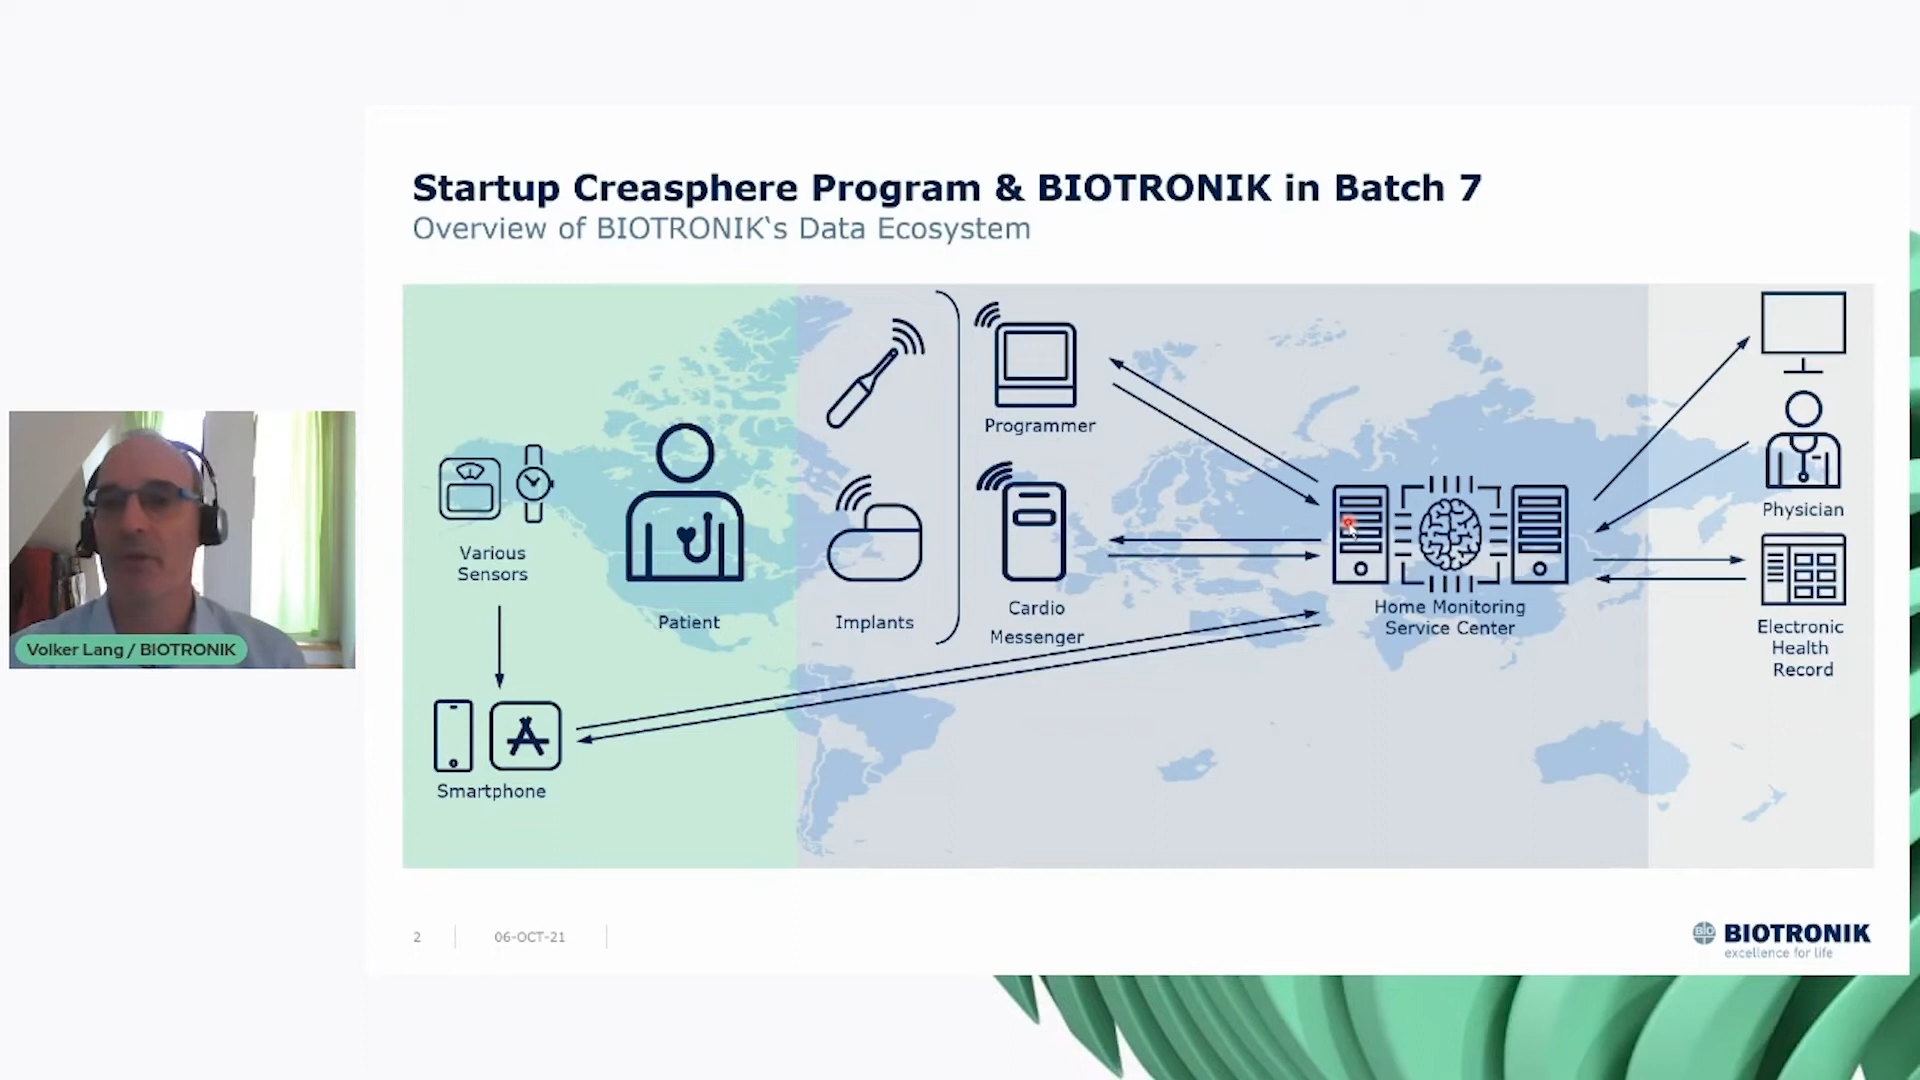 Startup Creasphere Program & BIOTRONIK in Batch 7
Overview of BIOTRONIK‘s Data Ecosystem
Programmer
Various
Sensors
Patient
Implants
Cardio
Messenger
Home Monitoring
Service Center
Physician
Electronic
Health
Record
Smartphone
Volker Lang / BIOTRONIK
2
06-OCT-21
BIO
BIOTRONIK
excellence for life